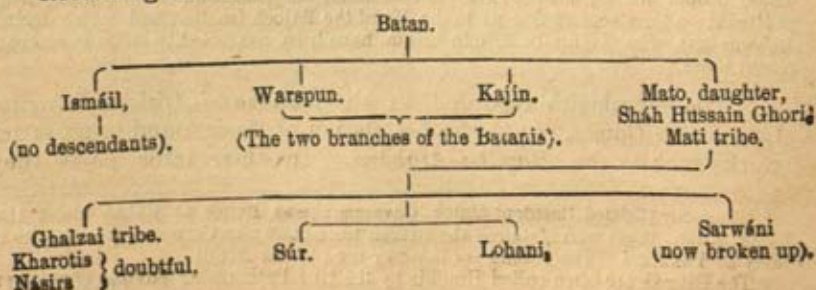 Batan.
Ismáil,
(no descendants).
Warspun.
Kajín.
(The two branches of the Batanis).
Mato, daughter,
Sháh Hussain Ghori,
Mati tribe.
Ghalzai tribe.
Kharotis
Násirs
doubtful.
Súr.
Lohani,
Sarwáni
(now broken up).